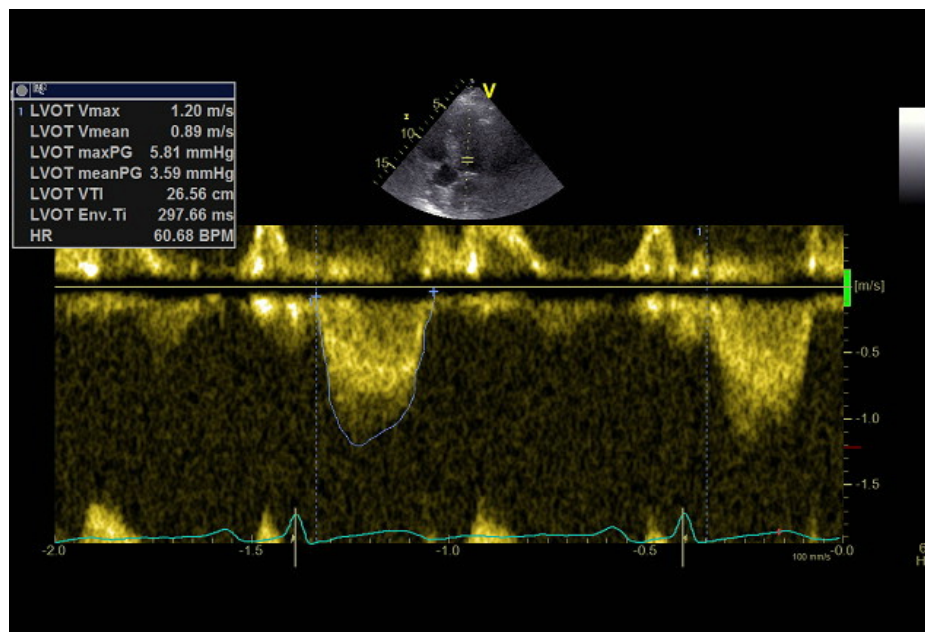 1 LVOT Vmax 1.20 m/s
LVOT Vmean 0.89 m/s
LVOT maxPG 5.81 mmHg
LVOT meanPG 3.59 mmHg
LVOT VTI 26.56 cm
LVOT Env.Ti 297.66 ms
HR 60.68 BPM
V
5
10
15
1
[m/s]
-0.5
-1.0
-1.5
-2.0 -1.5 -1.0 -0.5 -0.0
100 mm/s
6
H